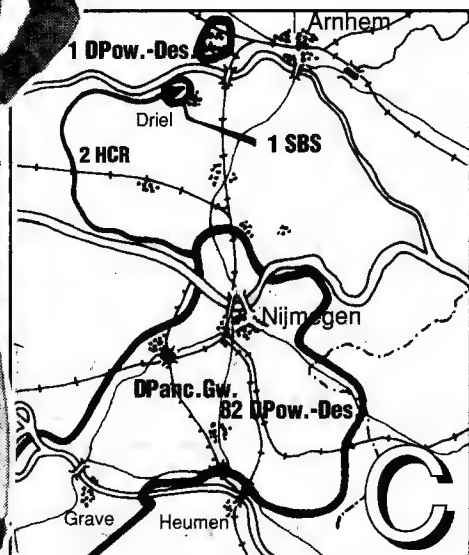 Arnhem
1 DPow.-Des.
Driel
1 SBS
2 HCR
Nijmegen
DPanc.Gw.
82 DPow.-Des.
Grave
Heumen
C